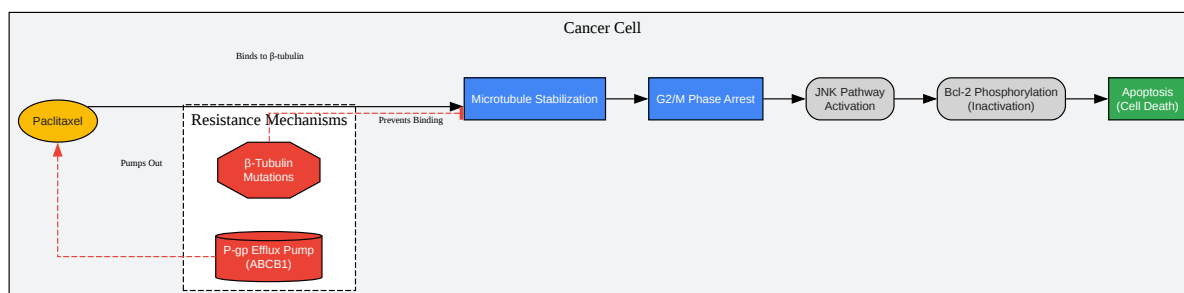 Cancer Cell
Binds to β-tubulin
Paclitaxel
Microtubule Stabilization
G2/M Phase Arrest
JNK Pathway
Activation
Bcl-2 Phosphorylation
(Inactivation)
Apoptosis
(Cell Death)
Resistance Mechanisms
Prevents Binding
Pumps Out
β-Tubulin
Mutations
P-gp Efflux Pump
(ABCB1)